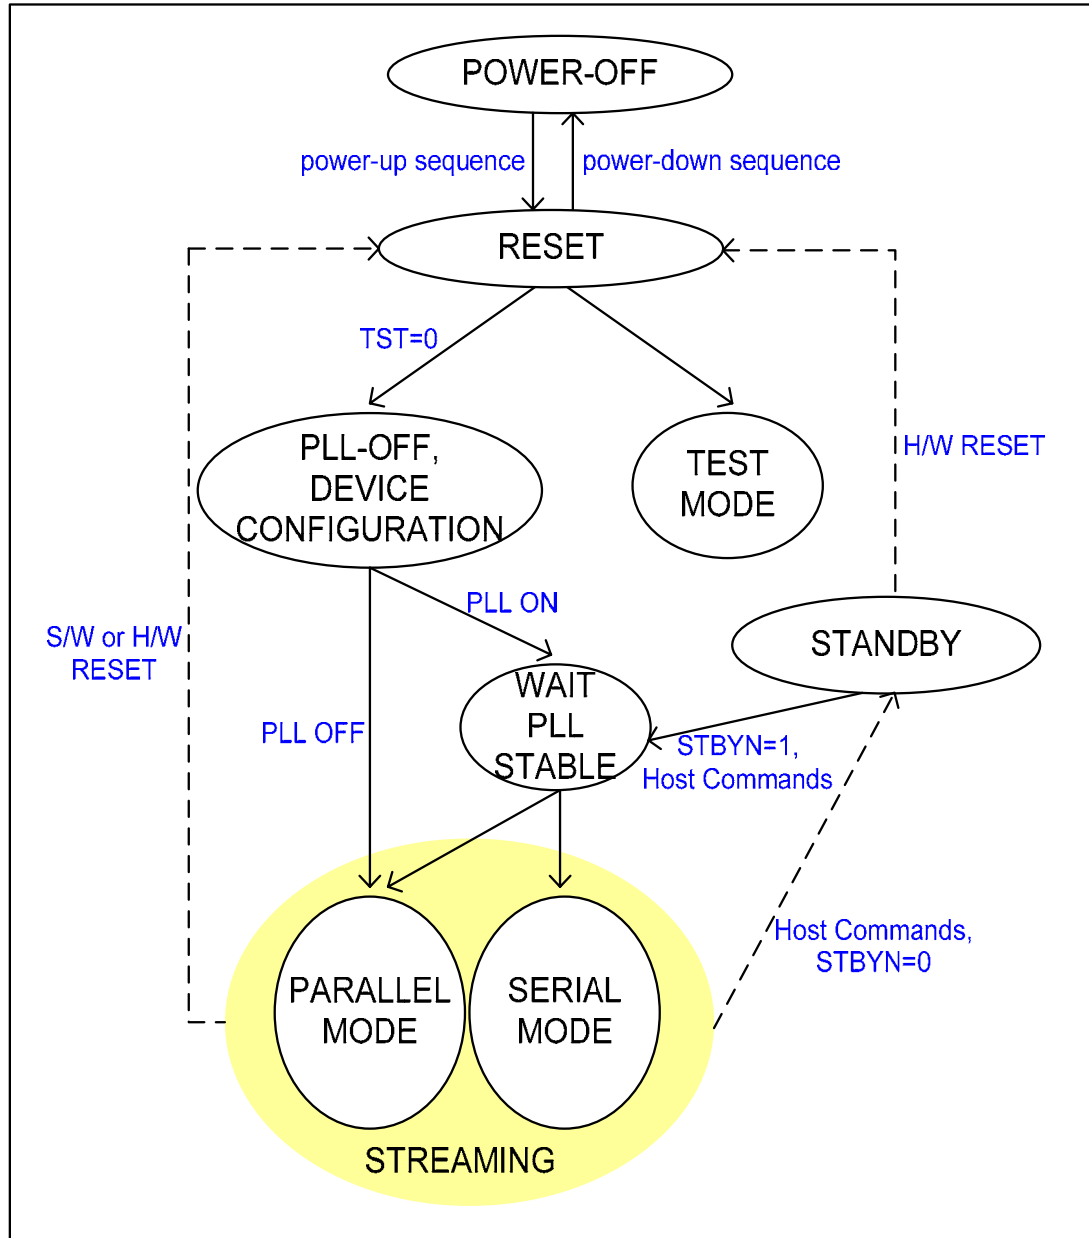 POWER-OFF
power-up sequence
power-down sequence
RESET
TST=0
PLL-OFF,
DEVICE
CONFIGURATION
TEST
MODE
H/W RESET
PLL ON
S/W or H/W
RESET
STANDBY
WAIT
PLL
STABLE
PLL OFF
STBYN=1,
Host Commands
Host Commands,
STBYN=0
PARALLEL
MODE
SERIAL
MODE
STREAMING